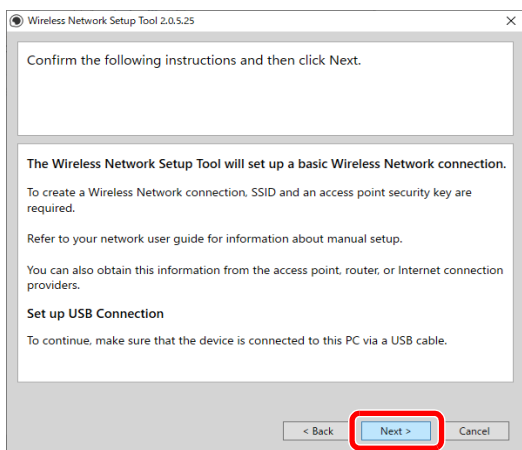 Wireless Network Setup Tool 2.0.5.25
Confirm the following instructions and then click Next.
The Wireless Network Setup Tool will set up a basic Wireless Network connection.
To create a Wireless Network connection, SSID and an access point security key are
required.
Refer to your network user guide for information about manual setup.
You can also obtain this information from the access point, router, or Internet connection
providers.
Set up USB Connection
To continue, make sure that the device is connected to this PC via a USB cable.
< Back Next > Cancel